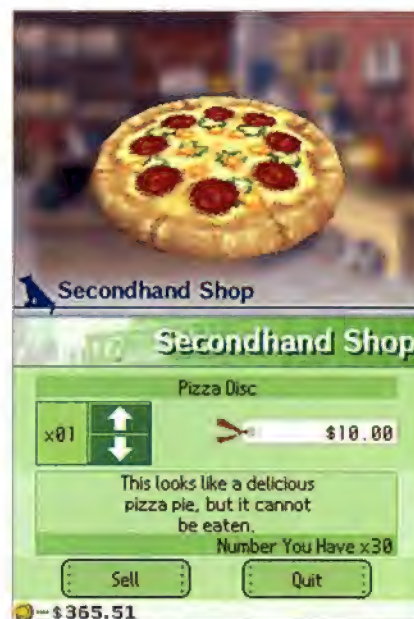 Secondhand Shop
Secondhand Shop
Pizza Disc
x01
$10.00
This looks like a delicious
pizza pie, but it cannot
be eaten.
Number You Have x30
Sell
Quit
$365.51